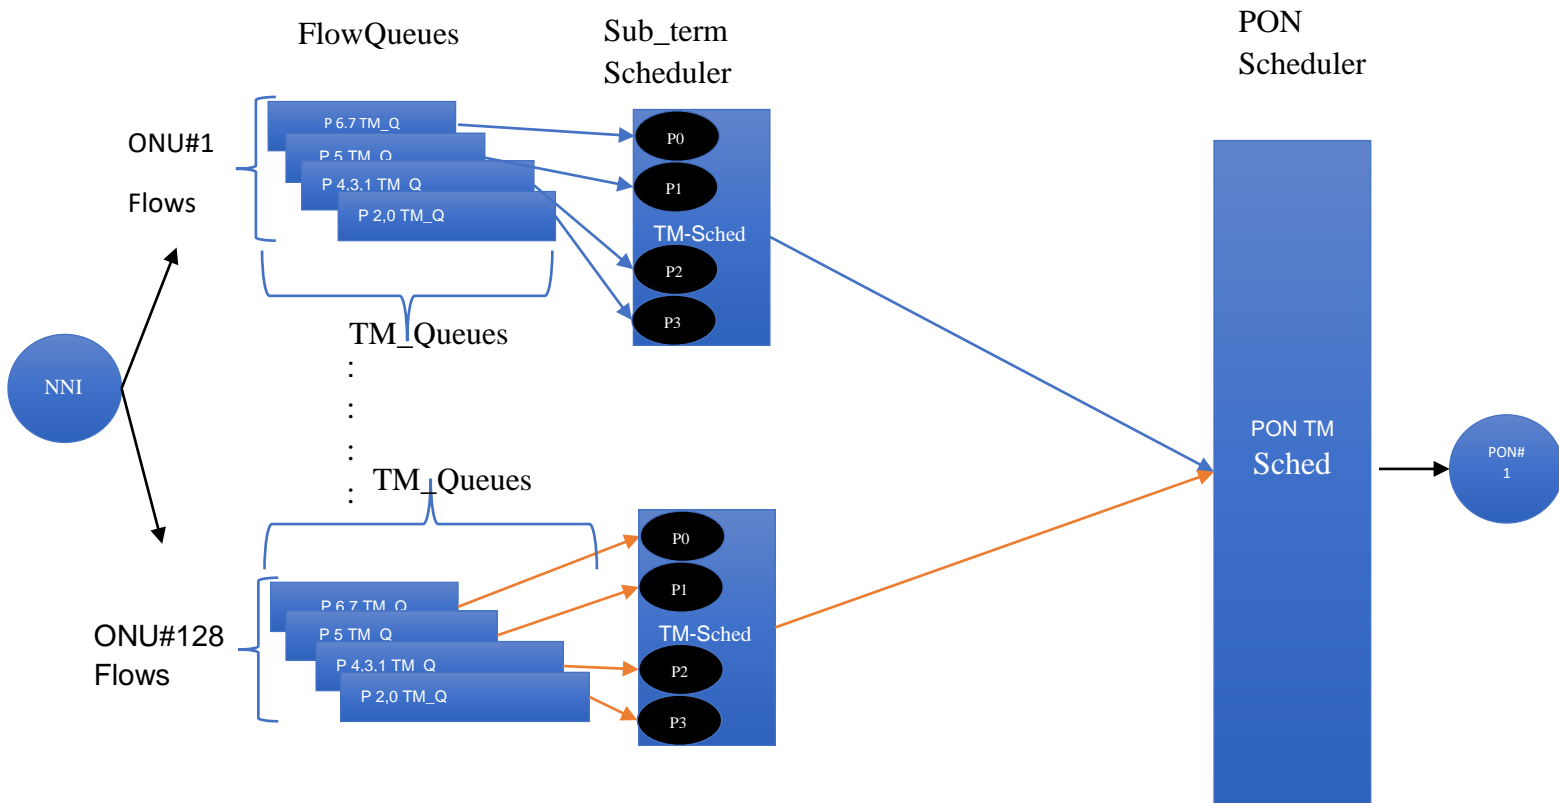 FlowQueues
Sub_term
Scheduler
PON
Scheduler
ONU#1
Flows
P 6.7 TM_Q
P 5 TM_Q
P 4.3.1 TM_Q
P 2,0 TM_Q
P0
P1
TM-Sched
P2
P3
TM_Queues
:
:
:
:
NNI
TM_Queues
PON TM
Sched
PON#
1
ONU#128
Flows
P 6.7 TM_Q
P 5 TM_Q
P 4.3.1 TM_Q
P 2,0 TM_Q
P0
P1
TM-Sched
P2
P3